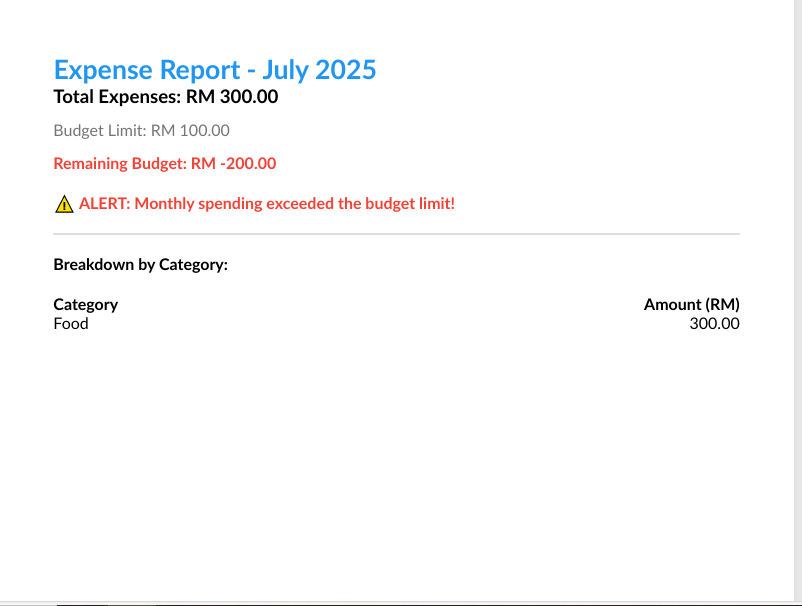 Expense Report - July 2025
Total Expenses: RM 300.00
Budget Limit: RM 100.00
Remaining Budget: RM -200.00
⚠ ALERT: Monthly spending exceeded the budget limit!
Breakdown by Category:
Category Amount (RM)
Food 300.00